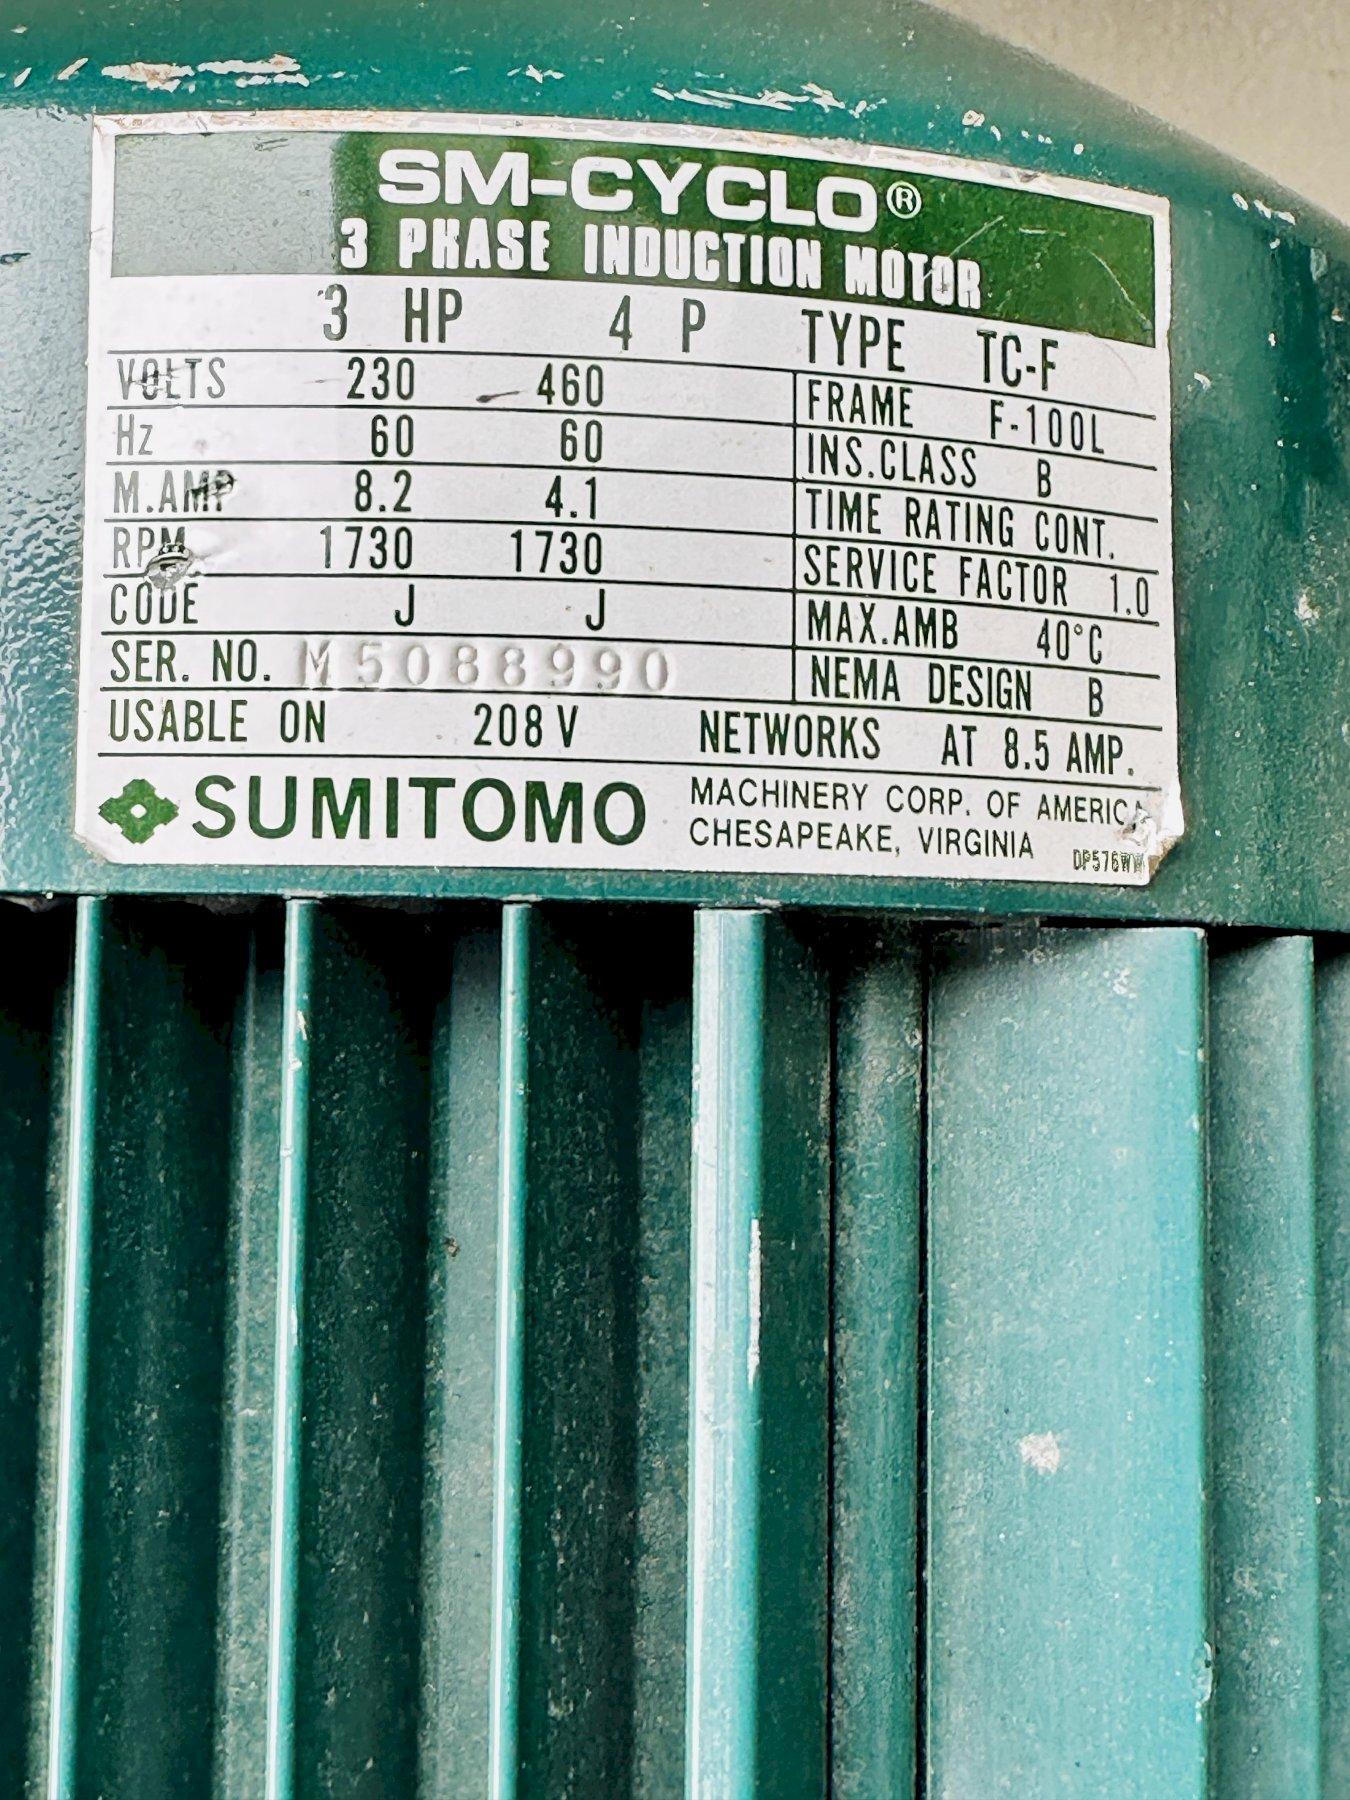 SM-CYCLO®
3 PHASE INDUCTION MOTOR
3 HP 4 P TYPE TC-F
VOLTS 230 460
FRAME F-100L
Hz 60 60
INS.CLASS B
M.AMP 8.2 4.1
TIME RATING CONT.
RPM 1730 1730
SERVICE FACTOR 1.0
CODE J J
MAX.AMB 40°C
SER. NO. M5088990
NEMA DESIGN B
USABLE ON 208 V NETWORKS AT 8.5 AMP.
SUMITOMO
MACHINERY CORP. OF AMERICA
CHESAPEAKE, VIRGINIA